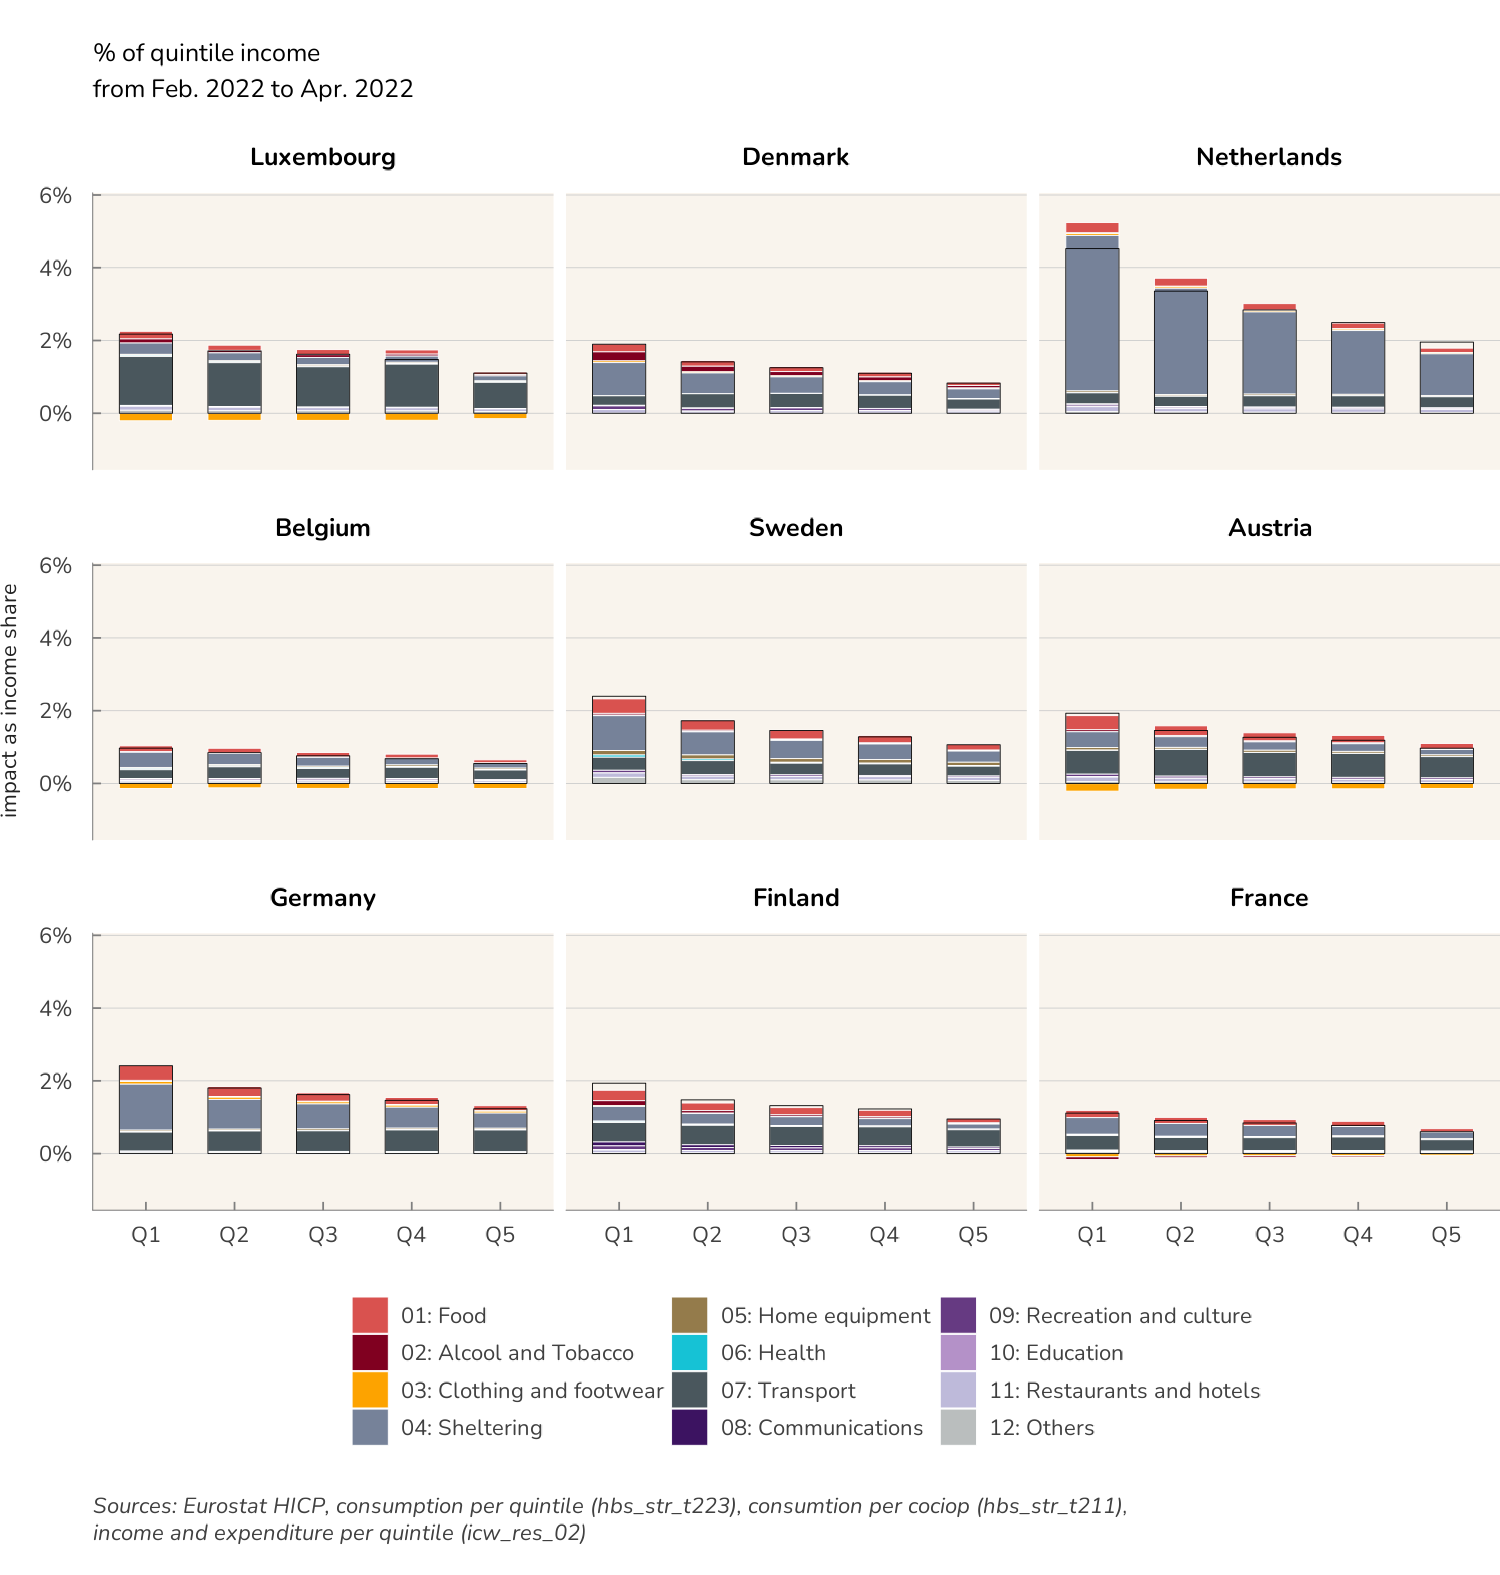 % of quintile income
from Feb. 2022 to Apr. 2022
Luxembourg
Denmark
Netherlands
6%
4%
2%
0%
Belgium
Sweden
Austria
6%
4%
2%
0%
impact as income share
Germany
Finland
France
6%
4%
2%
0%
Q1 Q2 Q3 Q4 Q5
Q1 Q2 Q3 Q4 Q5
Q1 Q2 Q3 Q4 Q5
01: Food
02: Alcool and Tobacco
03: Clothing and footwear
04: Sheltering
05: Home equipment
06: Health
07: Transport
08: Communications
09: Recreation and culture
10: Education
11: Restaurants and hotels
12: Others
Sources: Eurostat HICP, consumption per quintile (hbs_str_t223), consumtion per cociop (hbs_str_t211),
income and expenditure per quintile (icw_res_02)